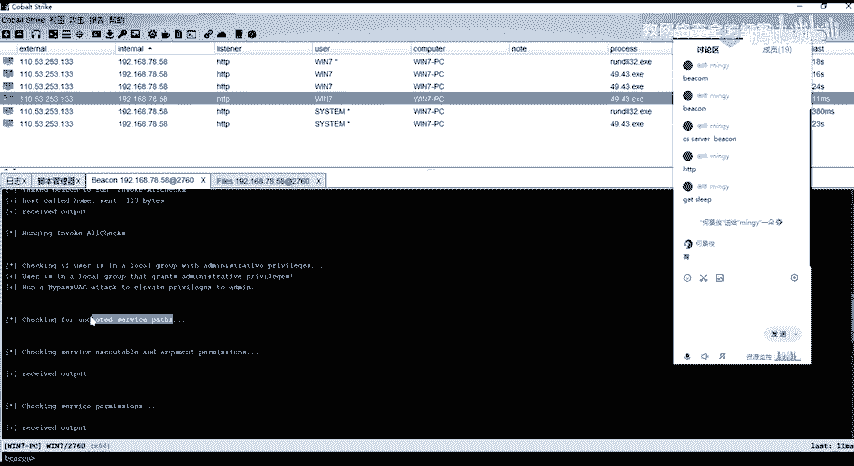 Cobalt Strike
Cobalt Strike 视图 攻击 报告 帮助
external internal listener user computer note process last
110.53.253.133 192.168.78.58 http WIN7 * WIN7-PC rundll32.exe 18s
110.53.253.133 192.168.78.58 http WIN7 WIN7-PC 49.43.exe 16s
110.53.253.133 192.168.78.58 http WIN7 WIN7-PC 49.43.exe 24s
110.53.253.133 192.168.78.58 http WIN7 WIN7-PC 49.43.exe 11ms
110.53.253.133 192.168.78.58 http SYSTEM * WIN7-PC rundll32.exe 380ms
110.53.253.133 192.168.78.58 http SYSTEM * WIN7-PC 49.43.exe 23s
日志X 脚本管理器X Beacon 192.168.78.58@2760 X Files 192.168.78.58@2760 X
[+] host called home, sent: bytes
[+] received output:
[*] Running Invoke-AllChecks
[*] Checking if user is in a local group with administrative privileges...
[+] User is in a local group that grants administrative privileges!
[+] Run a BypassUAC attack to elevate privileges to admin.
[*] Checking for unquoted service paths...
[*] Checking service executable and argument permissions...
[+] received output:
[*] Checking service permissions...
[+] received output:
[WIN7-PC] WIN7/2760 last: 11ms
beacon>
讨论区 成员(19)
mingy
beacom
mingy
beacon
mingy
cs server beacon
mingy
http
mingy
get sleep
发送